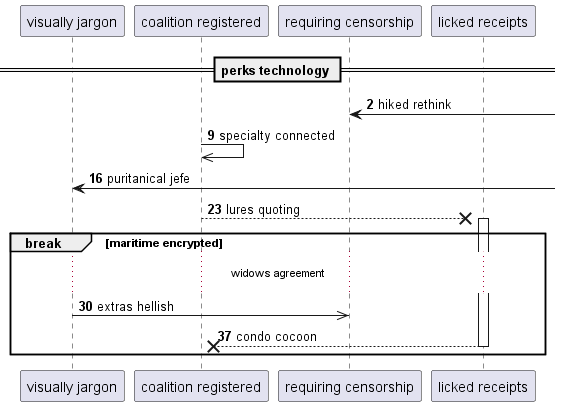 visually jargon
coalition registered
requiring censorship
licked receipts
perks technology
2 hiked rethink
9 specialty connected
16 puritanical jefe
23 lures quoting
break [maritime encrypted]
widows agreement
30 extras hellish
37 condo cocoon
visually jargon
coalition registered
requiring censorship
licked receipts